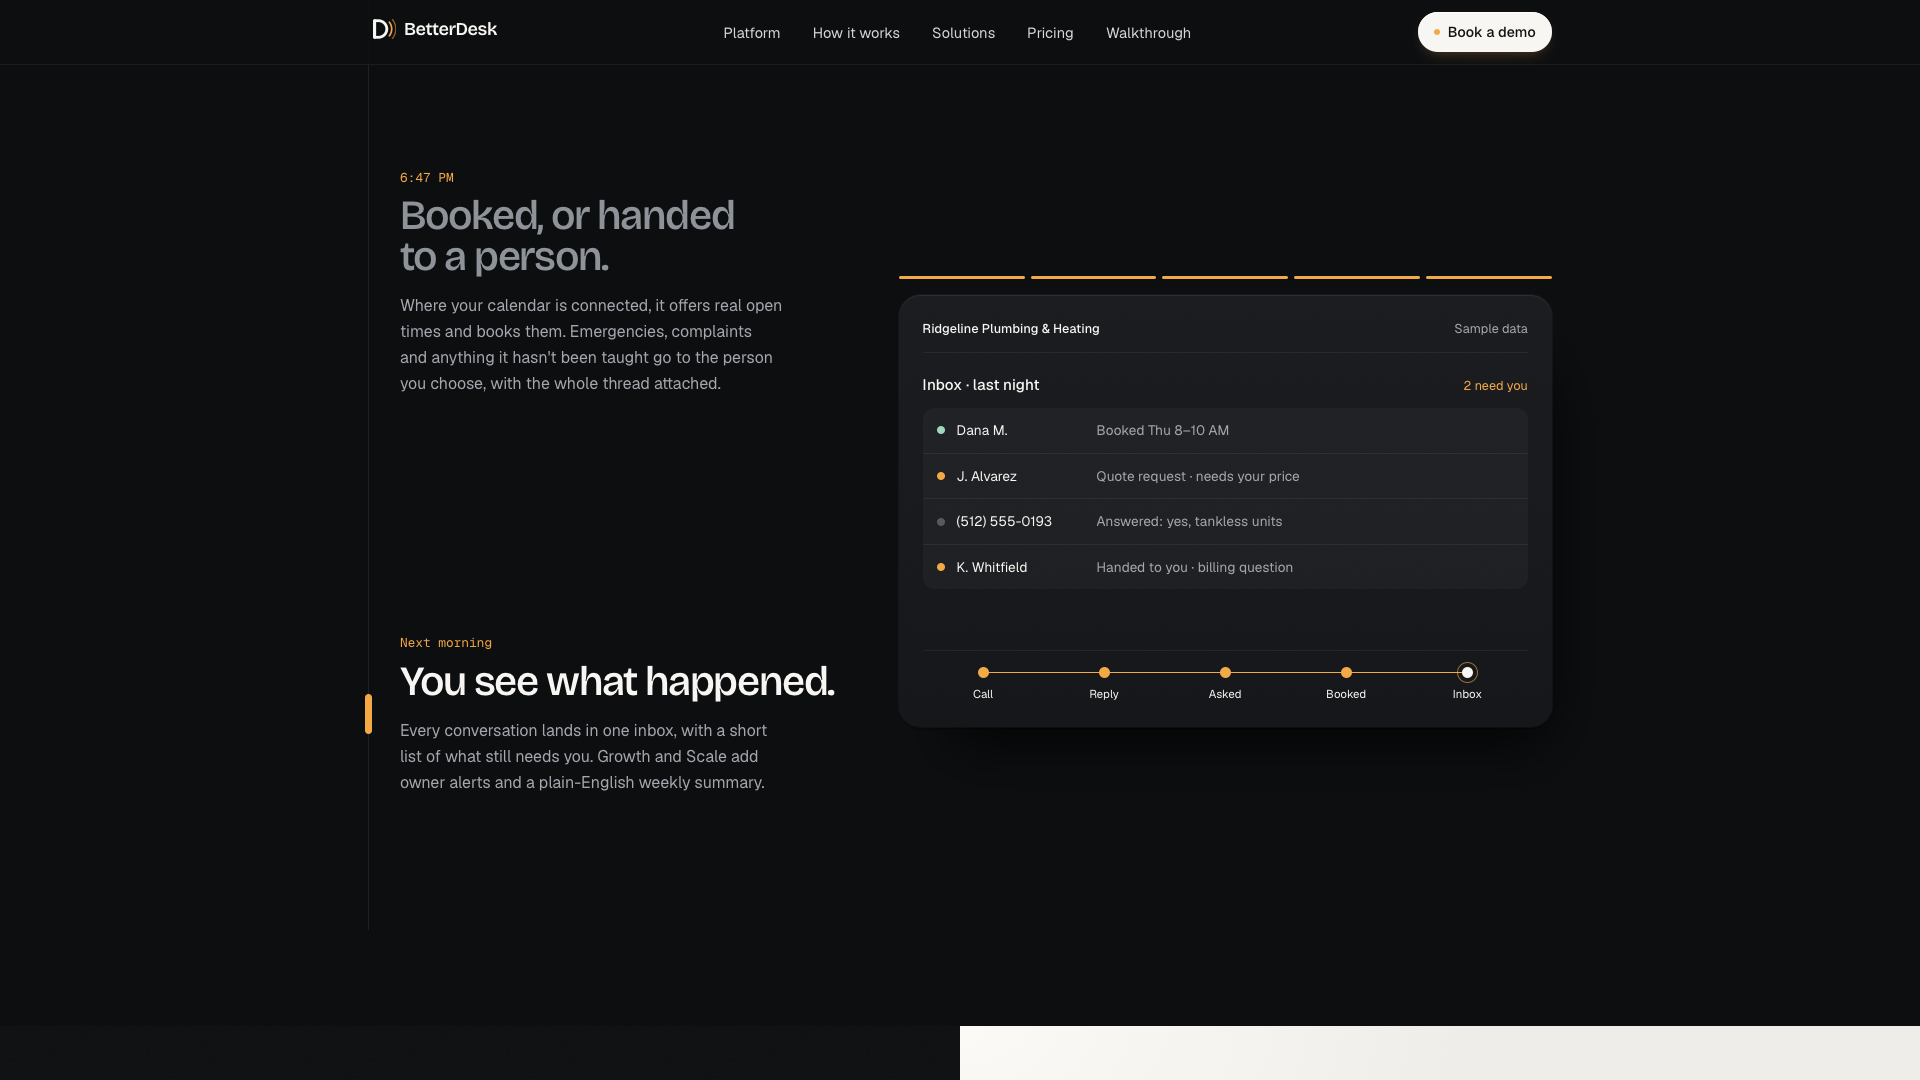 BetterDesk
Platform
How it works
Solutions
Pricing
Walkthrough
Book a demo
6:47 PM
Booked, or handed
to a person.
Where your calendar is connected, it offers real open
times and books them. Emergencies, complaints
and anything it hasn't been taught go to the person
you choose, with the whole thread attached.
Next morning
You see what happened.
Every conversation lands in one inbox, with a short
list of what still needs you. Growth and Scale add
owner alerts and a plain-English weekly summary.
Ridgeline Plumbing & Heating
Sample data
Inbox · last night
2 need you
Dana M.
Booked Thu 8–10 AM
J. Alvarez
Quote request · needs your price
(512) 555-0193
Answered: yes, tankless units
K. Whitfield
Handed to you · billing question
Call
Reply
Asked
Booked
Inbox